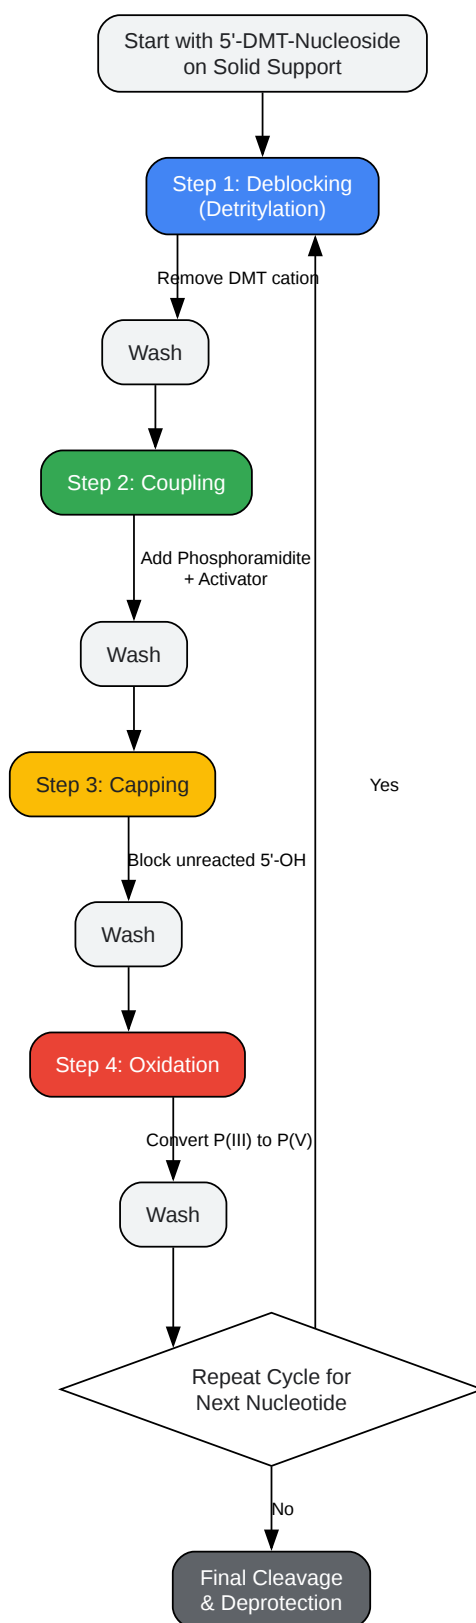 Start with 5'-DMT-Nucleoside
on Solid Support
Step 1: Deblocking
(Detritylation)
Remove DMT cation
Wash
Step 2: Coupling
Add Phosphoramidite
+ Activator
Wash
Step 3: Capping
Yes
Block unreacted 5'-OH
Wash
Step 4: Oxidation
Convert P(III) to P(V)
Wash
Repeat Cycle for
Next Nucleotide
No
Final Cleavage
& Deprotection